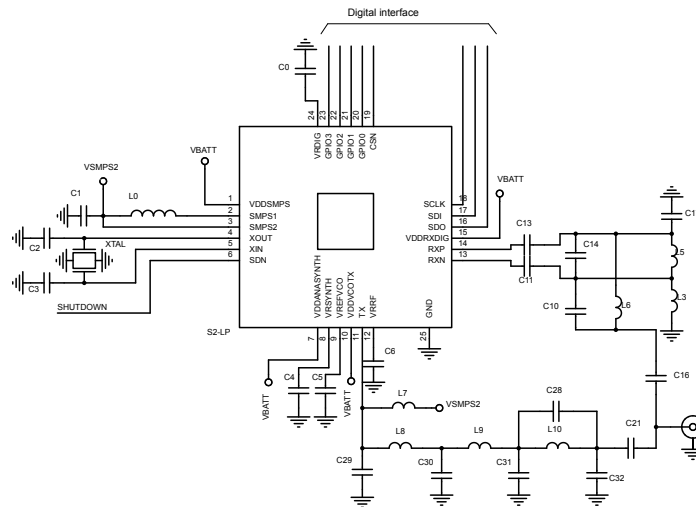 Digital interface
C0
24
23
22
21
20
19
VRDIG
GPIO3
GPIO2
GPIO1
GPIO0
CSN
VBATT
VSMPS2
C1
L0
1
2
3
4
5
6
VDDSMPS
SMPS1
SMPS2
XOUT
XIN
SDN
C2
XTAL
C3
SHUTDOWN
SCLK
SDI
SDO
VDDRXDIG
RXP
RXN
18
17
16
15
14
13
VBATT
C13
C11
C14
C10
C1
L5
L6
L3
S2-LP
VDDANASYNTH
VRSYNTH
VREFVCO
VDDVCOTX
TX
VRRF
GND
7
8
9
10
11
12
25
VBATT
C4
C5
VBATT
C6
C16
L7
VSMPS2
C28
L8
L9
L10
C21
C29
C30
C31
C32